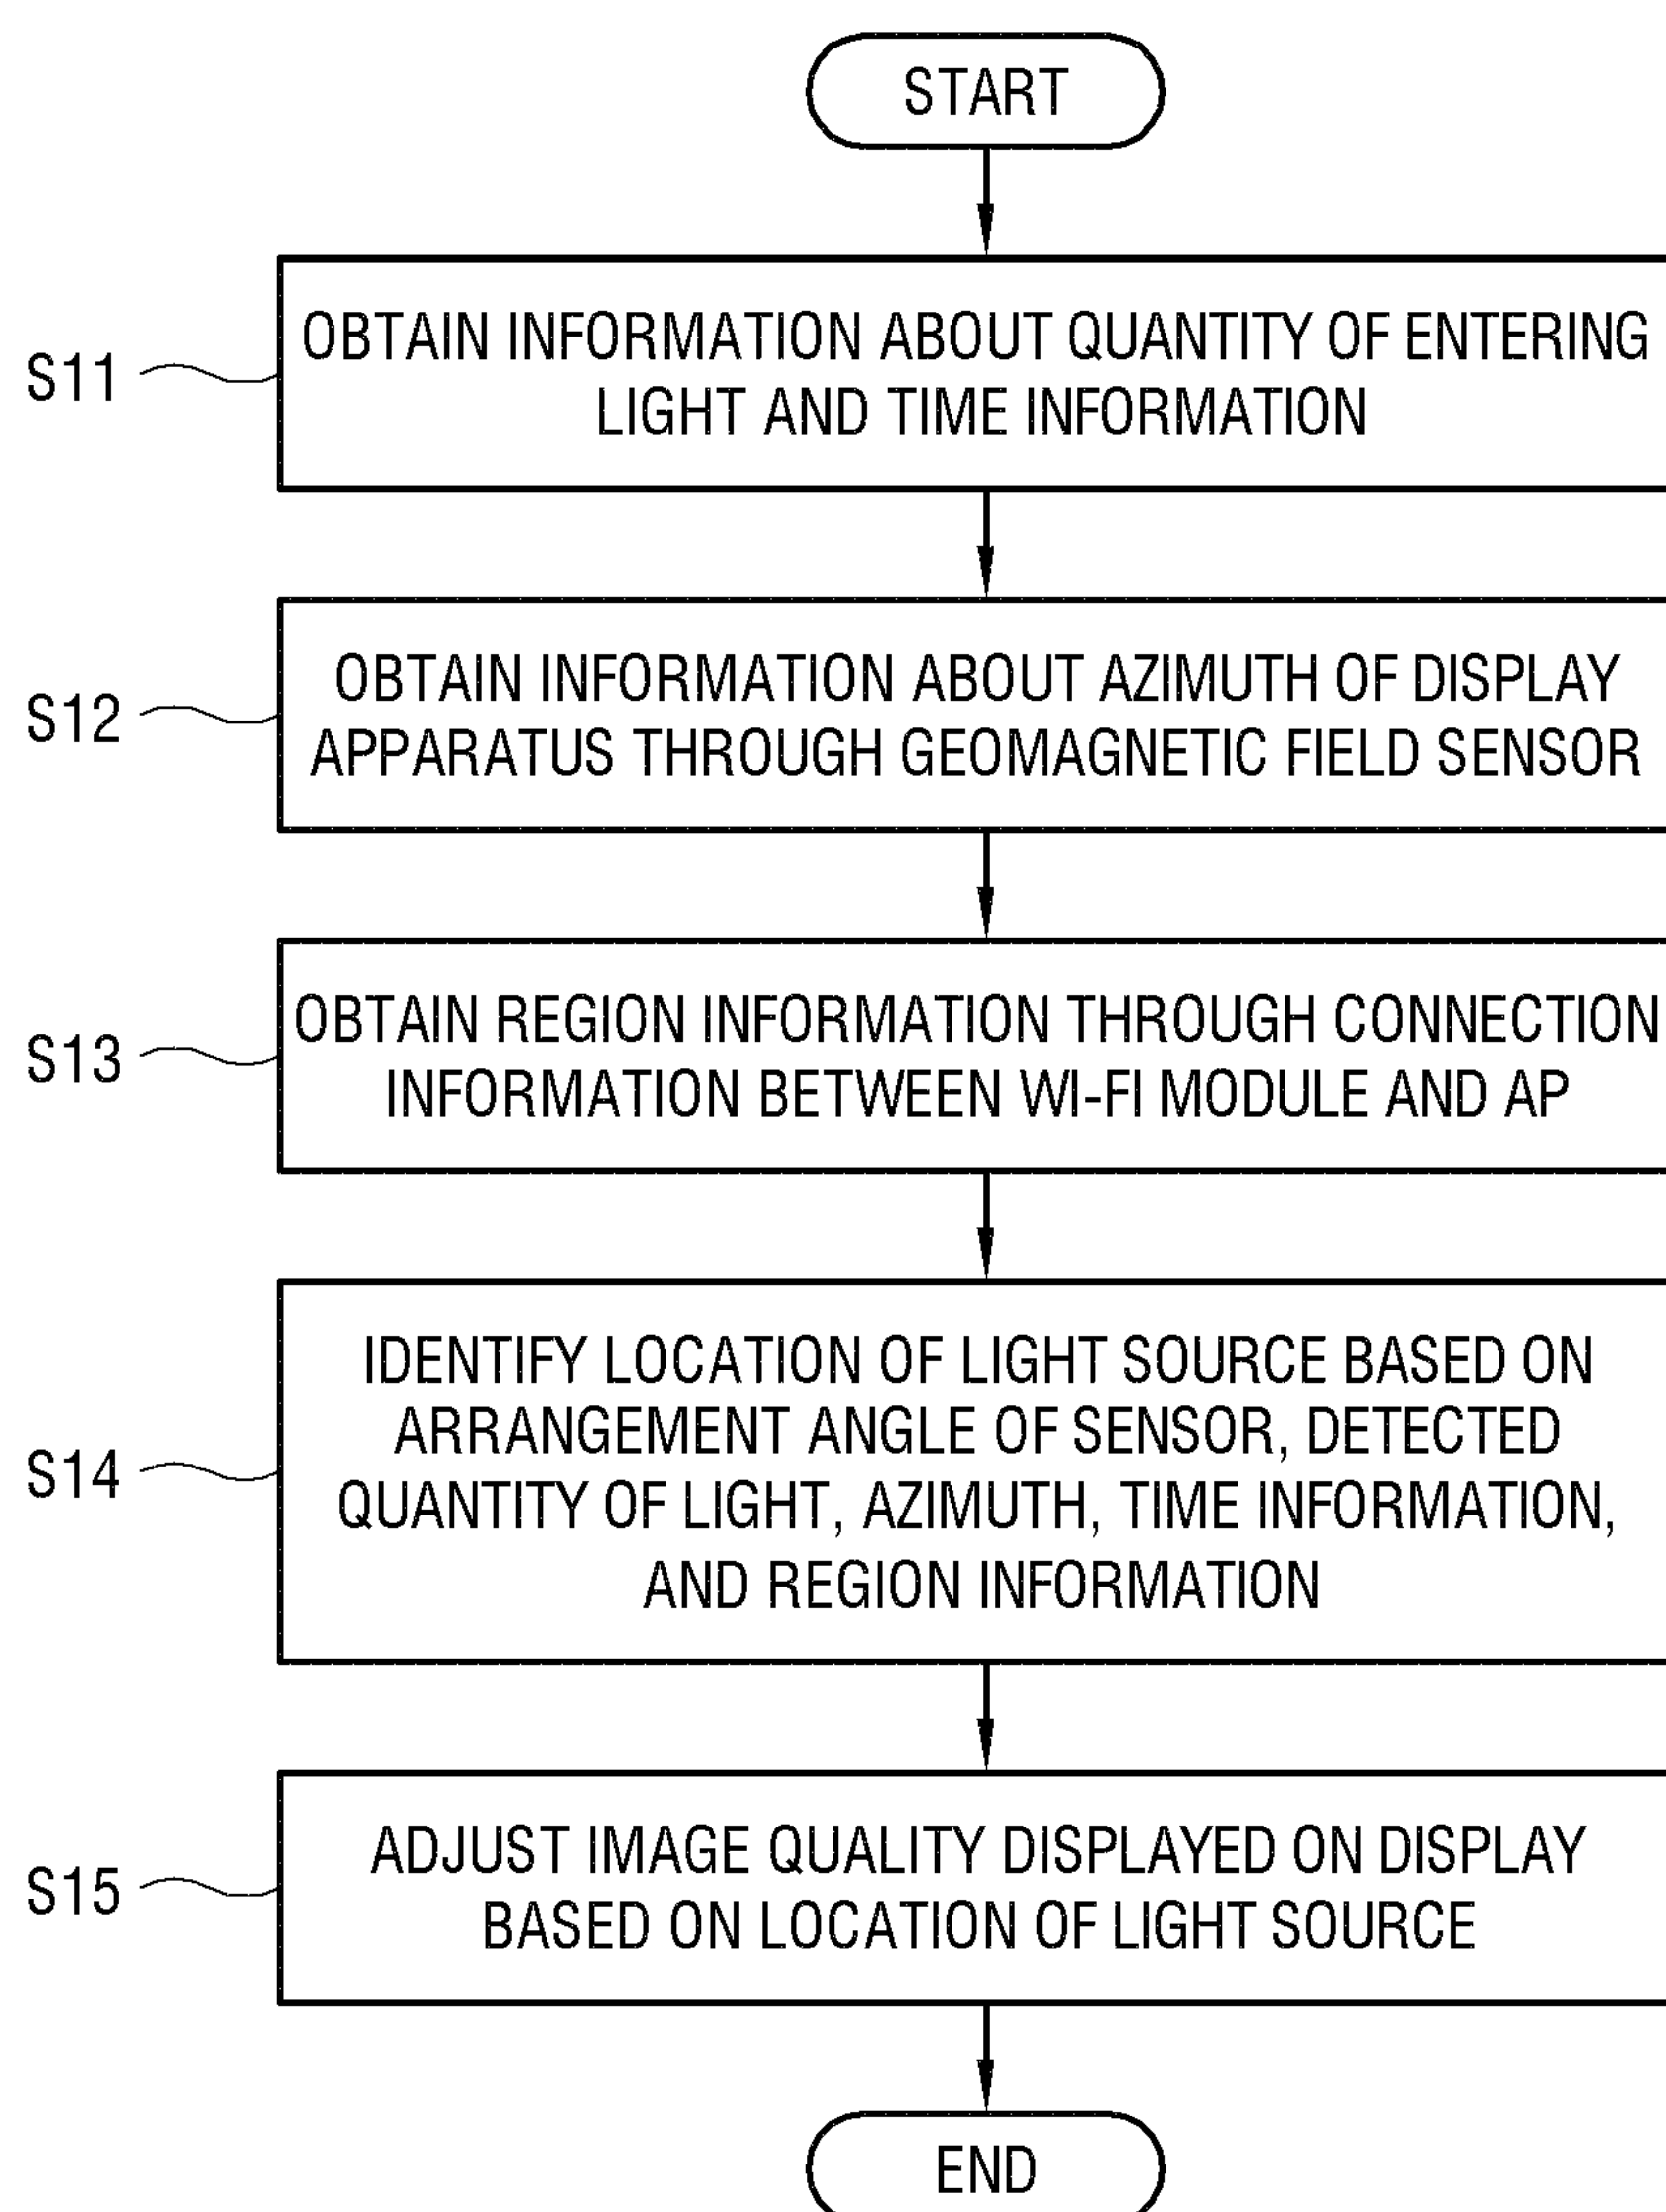 START
S11
OBTAIN INFORMATION ABOUT QUANTITY OF ENTERING
LIGHT AND TIME INFORMATION
S12
OBTAIN INFORMATION ABOUT AZIMUTH OF DISPLAY
APPARATUS THROUGH GEOMAGNETIC FIELD SENSOR
S13
OBTAIN REGION INFORMATION THROUGH CONNECTION
INFORMATION BETWEEN WI-FI MODULE AND AP
S14
IDENTIFY LOCATION OF LIGHT SOURCE BASED ON
ARRANGEMENT ANGLE OF SENSOR, DETECTED
QUANTITY OF LIGHT, AZIMUTH, TIME INFORMATION,
AND REGION INFORMATION
S15
ADJUST IMAGE QUALITY DISPLAYED ON DISPLAY
BASED ON LOCATION OF LIGHT SOURCE
END